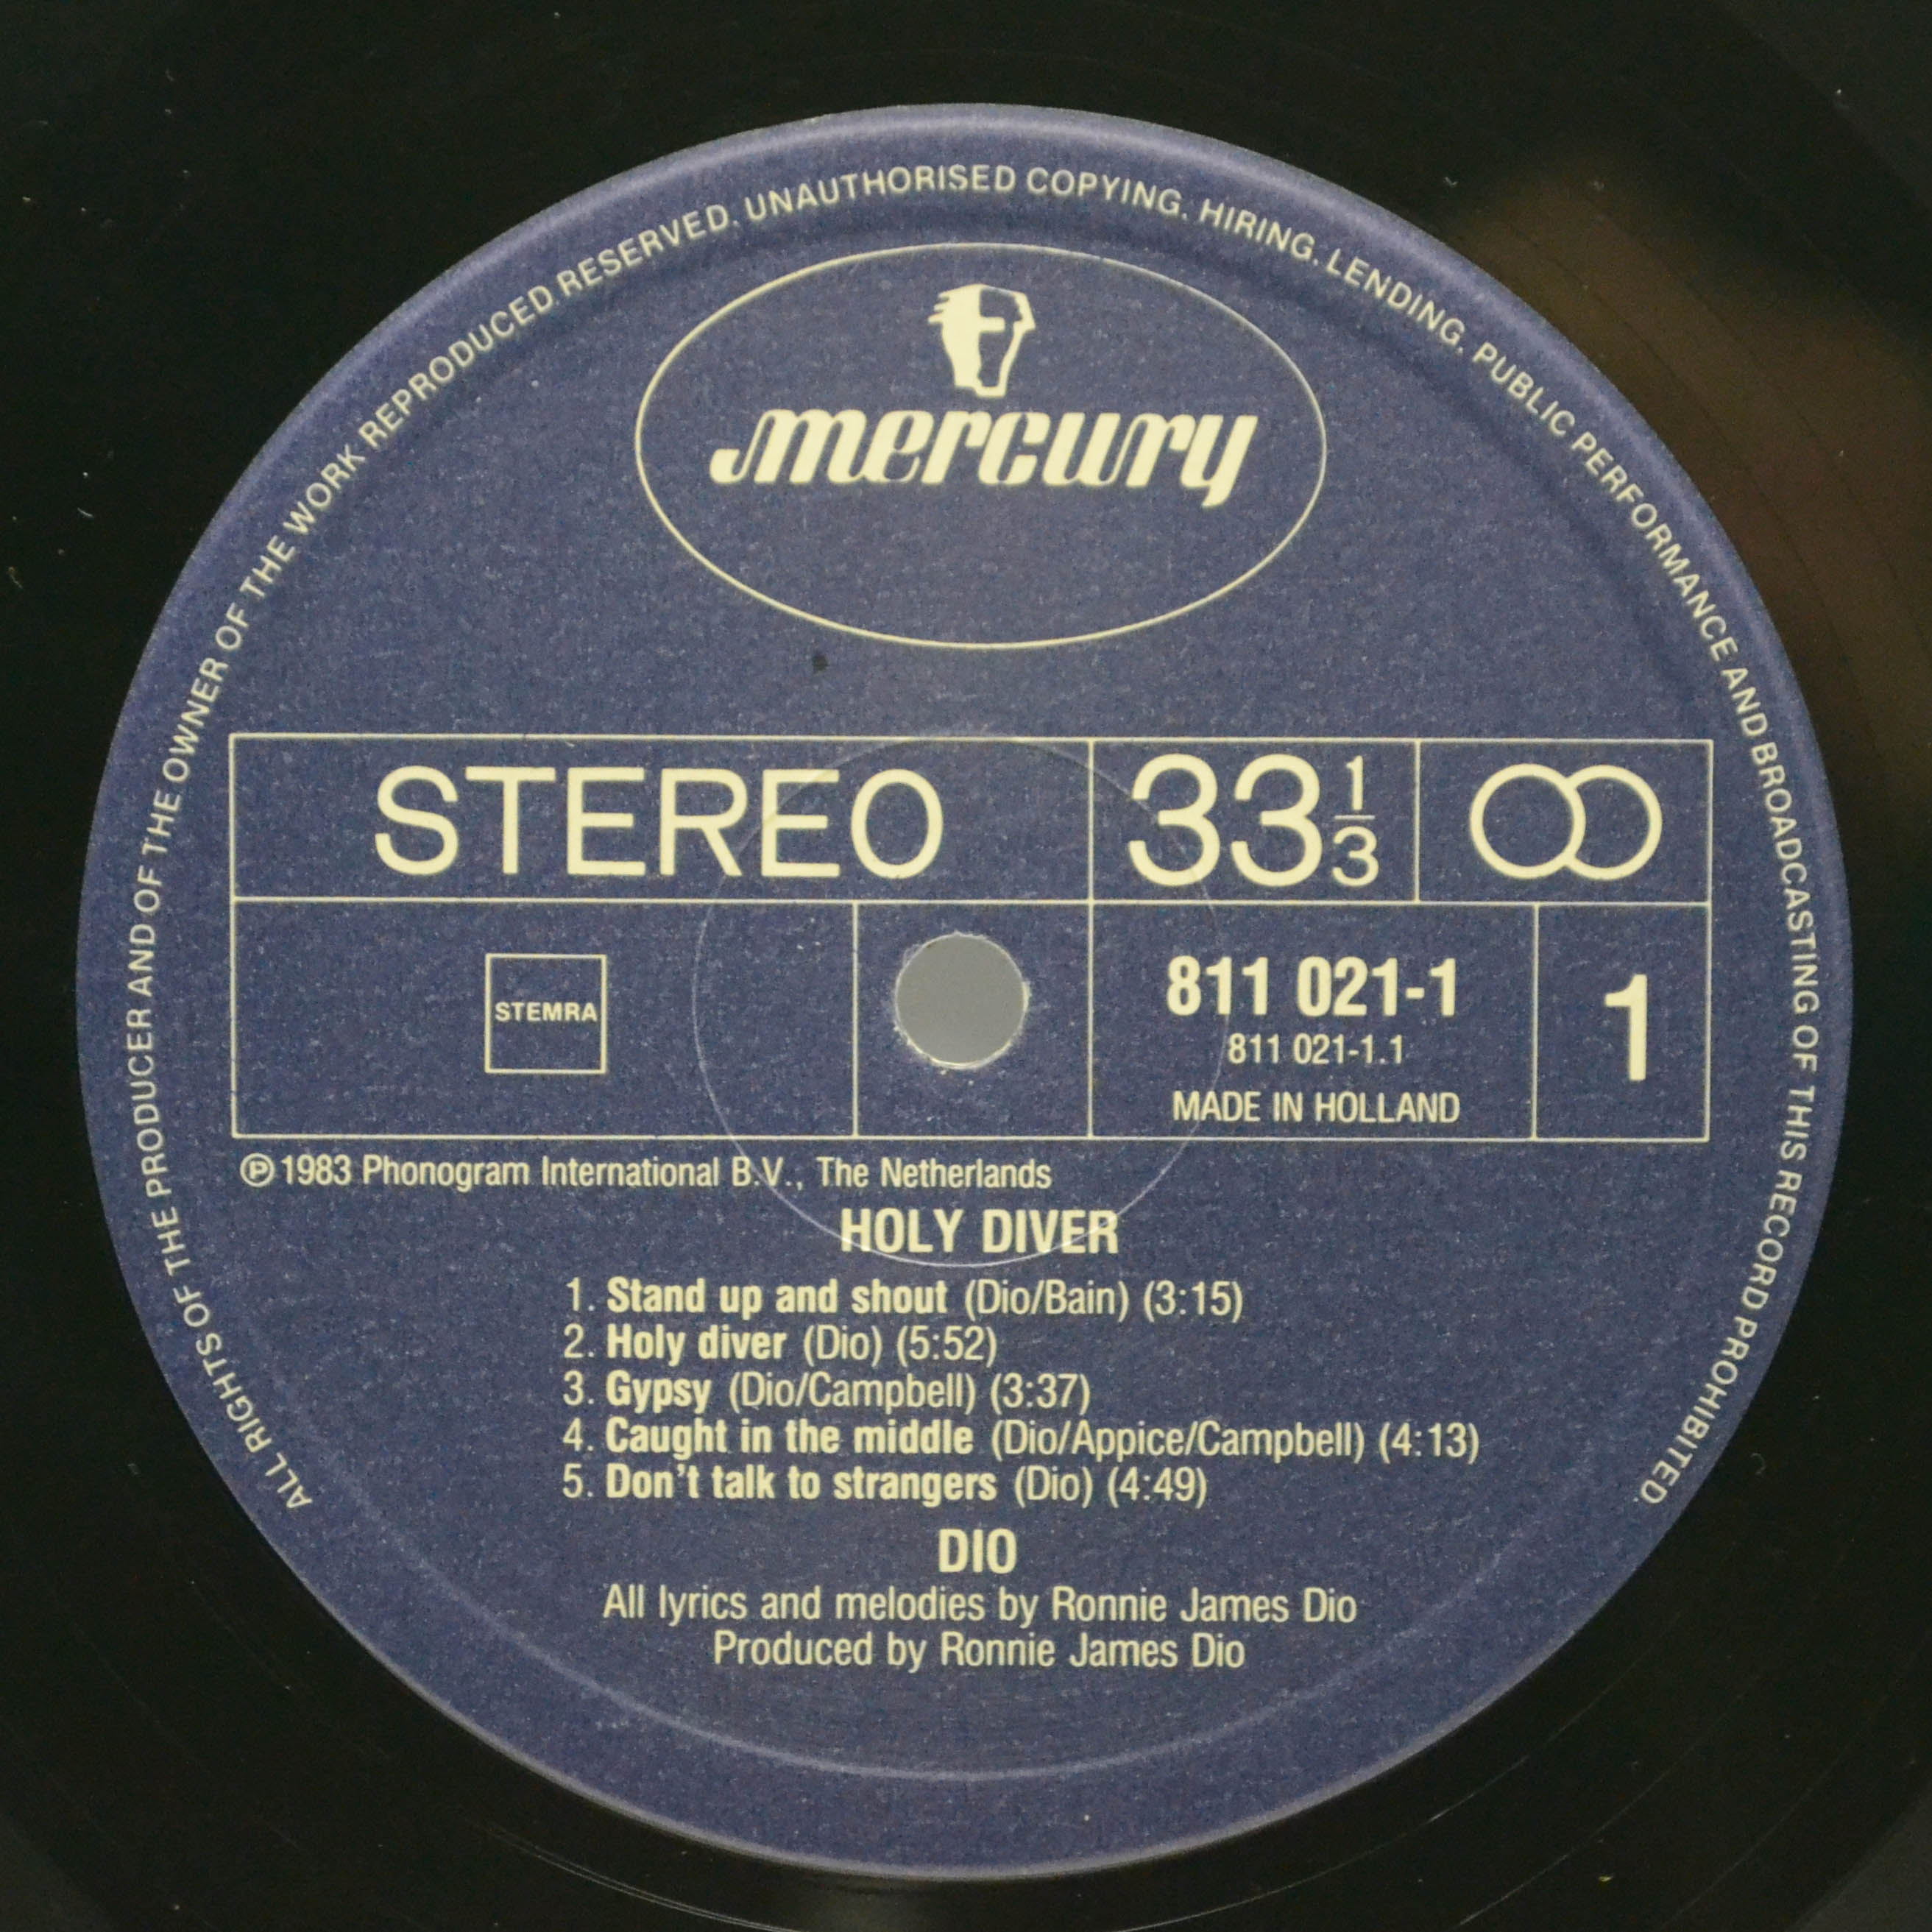 ALL RIGHTS OF THE PRODUCER AND OF THE OWNER OF THE WORK REPRODUCED RESERVED. UNAUTHORISED COPYING. HIRING. LENDING. PUBLIC PERFORMANCE AND BROADCASTING OF THIS RECORD PROHIBITED.
mercury
STEREO
33 1/3
STEMRA
811 021-1
811 021-1.1
MADE IN HOLLAND
1
Ⓟ 1983 Phonogram International B.V., The Netherlands
HOLY DIVER
1. Stand up and shout (Dio/Bain) (3:15)
2. Holy diver (Dio) (5:52)
3. Gypsy (Dio/Campbell) (3:37)
4. Caught in the middle (Dio/Appice/Campbell) (4:13)
5. Don't talk to strangers (Dio) (4:49)
DIO
All lyrics and melodies by Ronnie James Dio
Produced by Ronnie James Dio